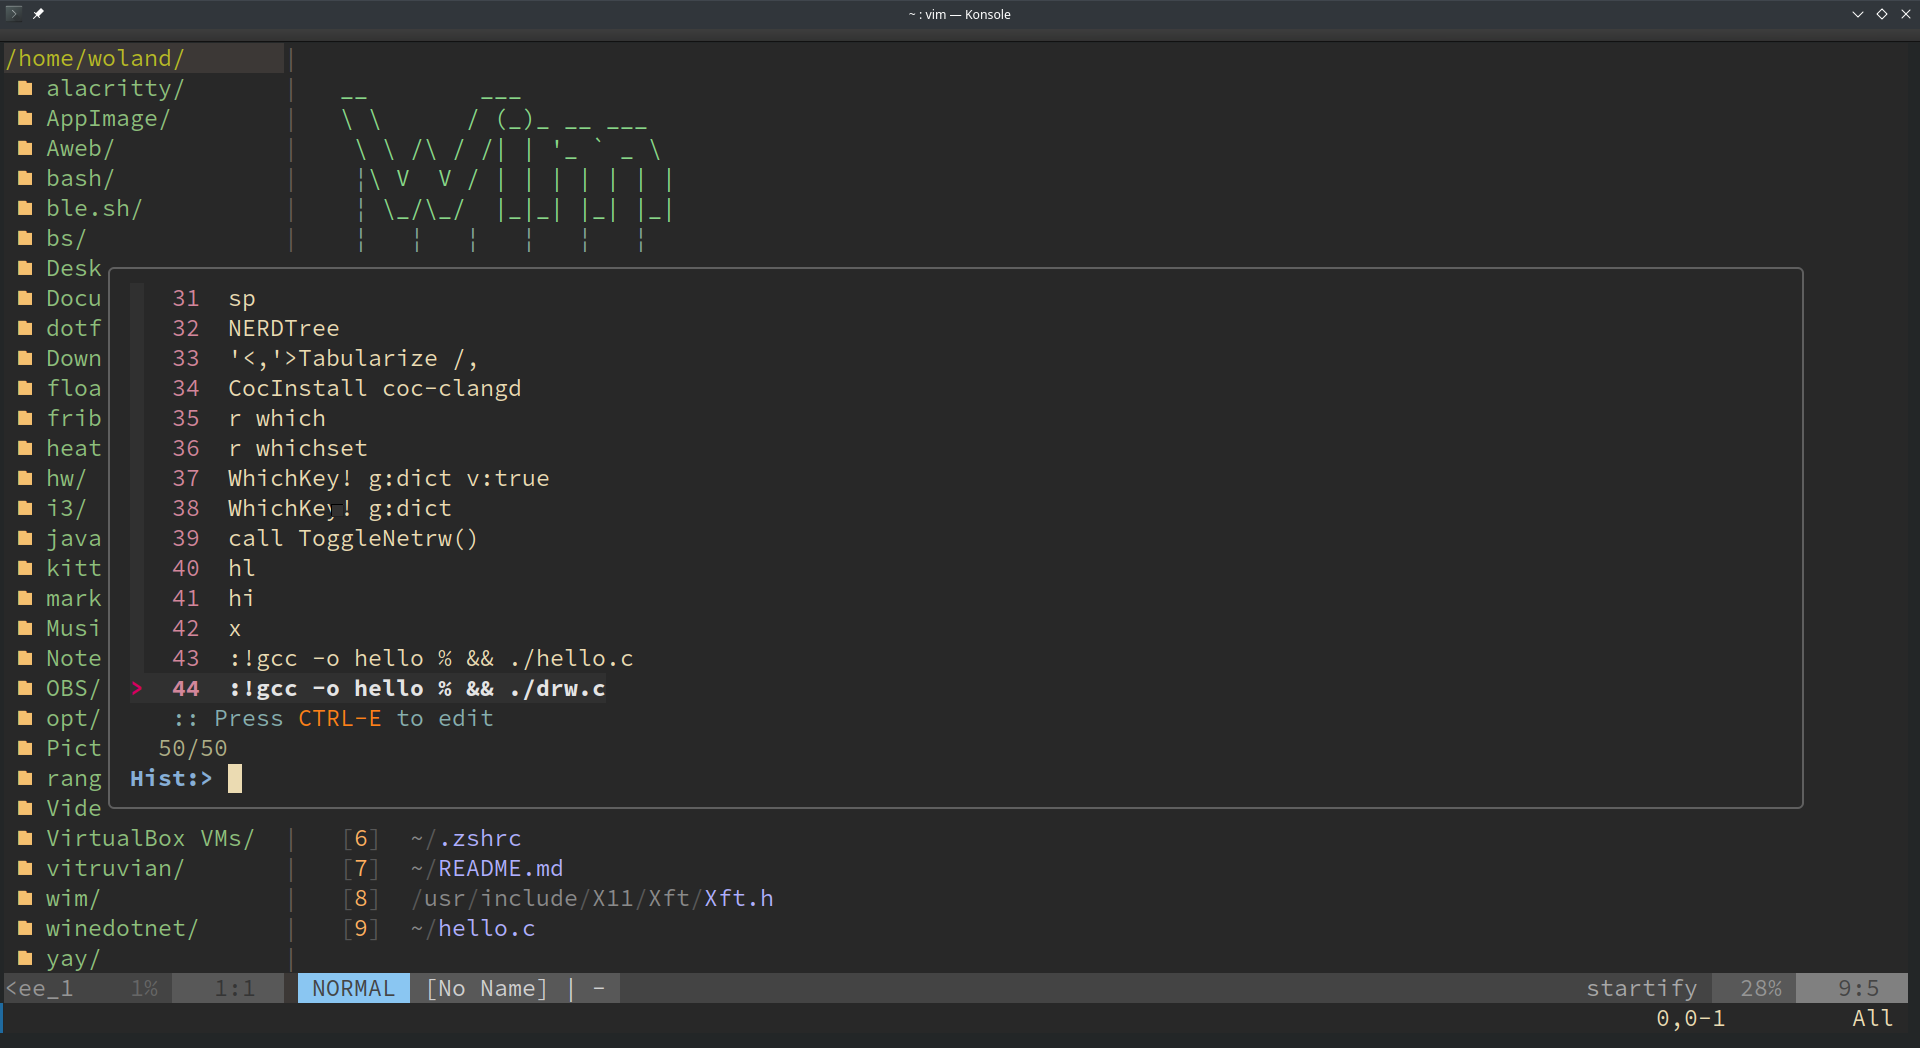 ~ : vim — Konsole
/home/woland/
alacritty/
AppImage/
Aweb/
bash/
ble.sh/
bs/
Desk
Docu
dotf
Down
floa
frib
heat
hw/
i3/
java
kitt
mark
Musi
Note
OBS/
opt/
Pict
rang
Vide
VirtualBox VMs/
vitruvian/
wim/
winedotnet/
yay/
Wim
31 sp
32 NERDTree
33 '<,'>Tabularize /,
34 CocInstall coc-clangd
35 r which
36 r whichset
37 WhichKey! g:dict v:true
38 WhichKey! g:dict
39 call ToggleNetrw()
40 hl
41 hi
42 x
43 :!gcc -o hello % && ./hello.c
> 44 :!gcc -o hello % && ./drw.c
:: Press CTRL-E to edit
50/50
Hist:>
[6] ~/.zshrc
[7] ~/README.md
[8] /usr/include/X11/Xft/Xft.h
[9] ~/hello.c
<ee_1 1% 1:1 NORMAL [No Name] | - startify 28% 9:5
0,0-1 All